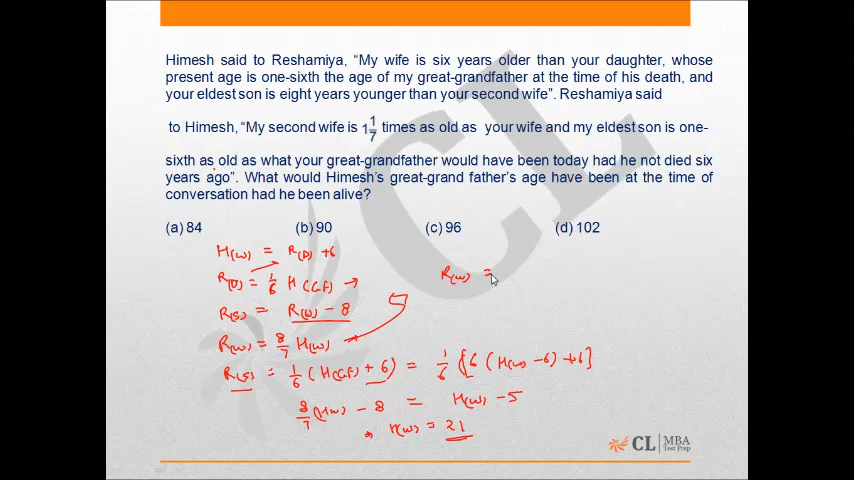 Himesh said to Reshamiya, “My wife is six years older than your daughter, whose
present age is one-sixth the age of my great-grandfather at the time of his death, and
your eldest son is eight years younger than your second wife”. Reshamiya said
to Himesh, “My second wife is 1 1/7 times as old as your wife and my eldest son is one-
sixth as old as what your great-grandfather would have been today had he not died six
years ago”. What would Himesh’s great-grand father’s age have been at the time of
conversation had he been alive?
(a) 84 (b) 90 (c) 96 (d) 102
H(W) = R(D) + 6
R(D) = 1/6 H(GF) →
R(W) =
R(S) = R(W) - 8
R(W) = 8/7 H(W)
R(S) = 1/6 (H(GF) + 6) = 1/6 [6 (H(W) - 6) + 6]
8/7 H(W) - 8 = H(W) - 5
⇒ H(W) = 21
CL
CL MBA
Test Prep